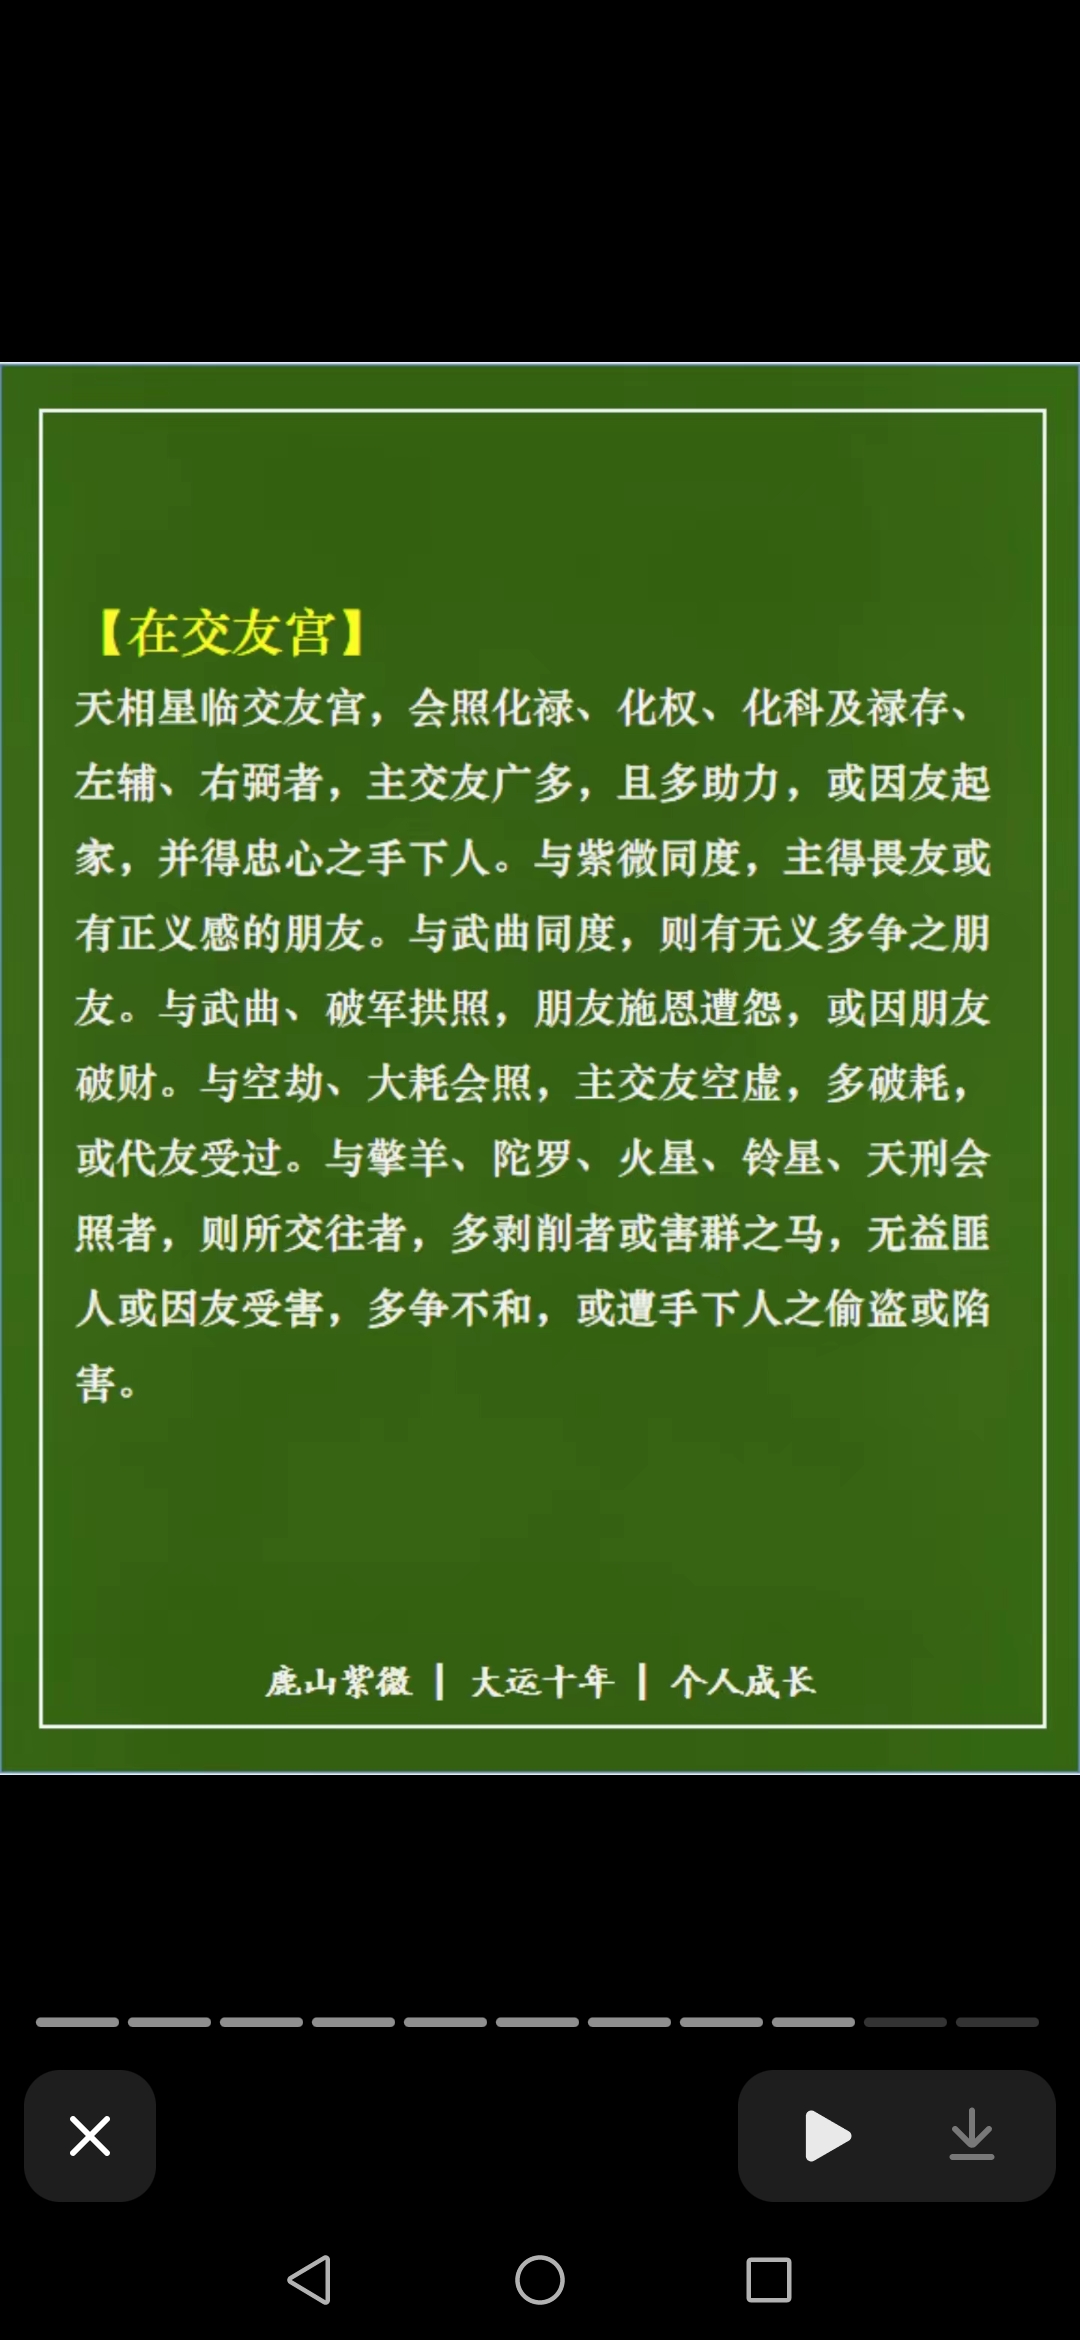 【在交友宫】
天相星临交友宫，会照化禄、化权、化科及禄存、
左辅、右弼者，主交友广多，且多助力，或因友起
家，并得忠心之手下人。与紫微同度，主得畏友或
有正义感的朋友。与武曲同度，则有无义多争之朋
友。与武曲、破军拱照，朋友施恩遭怨，或因朋友
破财。与空劫、大耗会照，主交友空虚，多破耗，
或代友受过。与擎羊、陀罗、火星、铃星、天刑会
照者，则所交往者，多剥削者或害群之马，无益匪
人或因友受害，多争不和，或遭手下人之偷盗或陷
害。
鹿山紫微 | 大运十年 | 个人成长